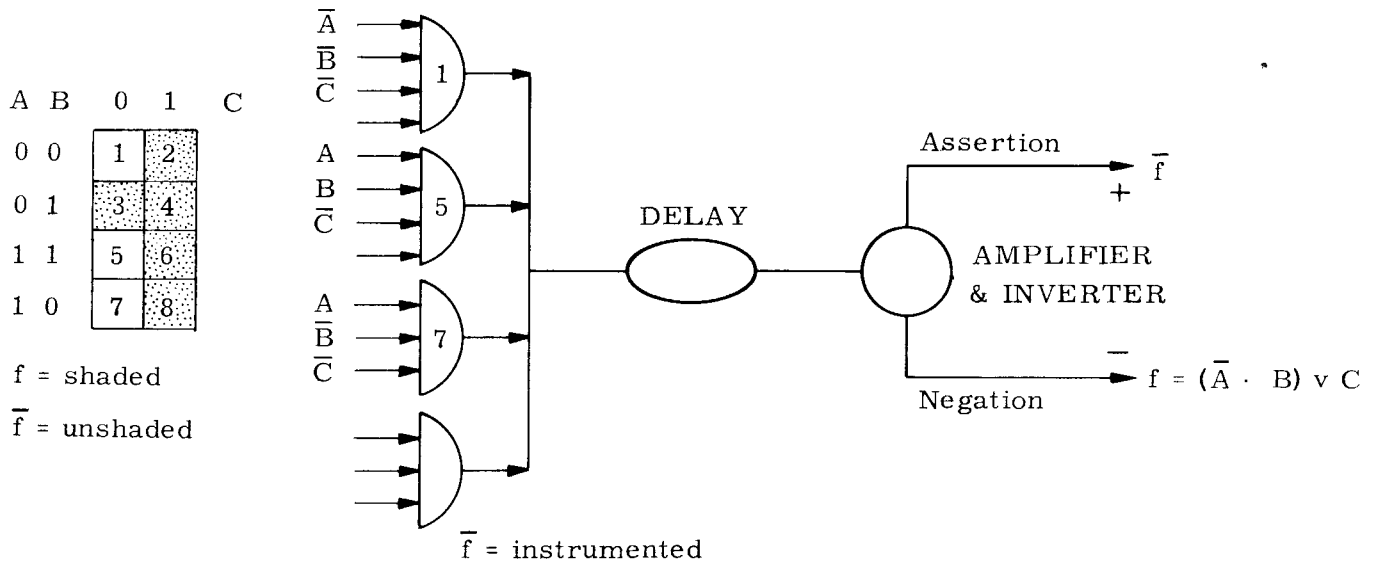 A B 0 1 C
0 0 1 2
0 1 3 4
1 1 5 6
1 0 7 8
f = shaded
f̅ = unshaded
A̅
B̅
C̅
1
A
B
C̅
5
A
B̅
C̅
7
f̅ = instrumented
DELAY
Assertion
+
f̅
AMPLIFIER
& INVERTER
Negation
−
f = (A̅ · B) v C